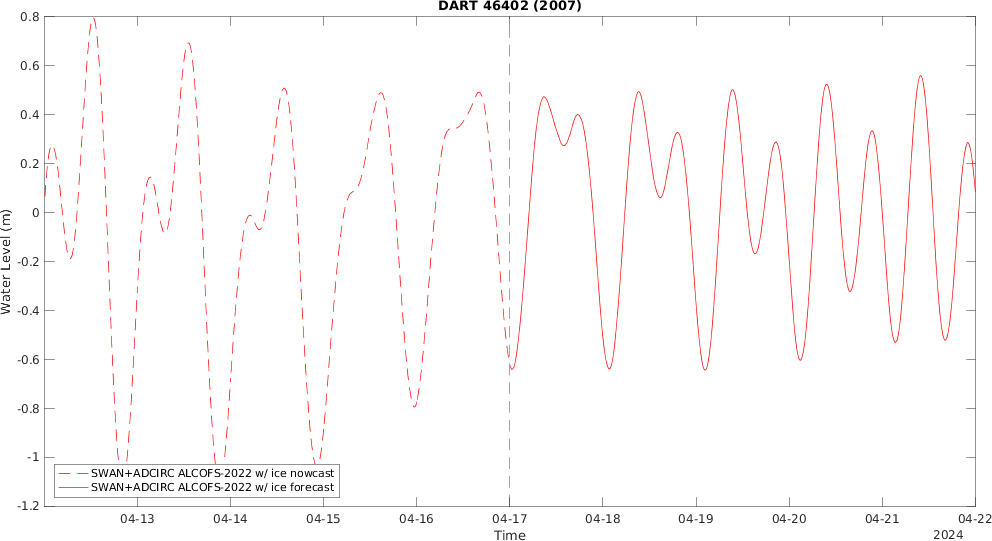 DART 46402 (2007)
0.8
0.6
0.4
0.2
0
-0.2
-0.4
-0.6
-0.8
-1
-1.2
Water Level (m)
SWAN+ADCIRC ALCOFS-2022 w/ ice nowcast
SWAN+ADCIRC ALCOFS-2022 w/ ice forecast
04-13 04-14 04-15 04-16 04-17 04-18 04-19 04-20 04-21 04-22
Time
2024